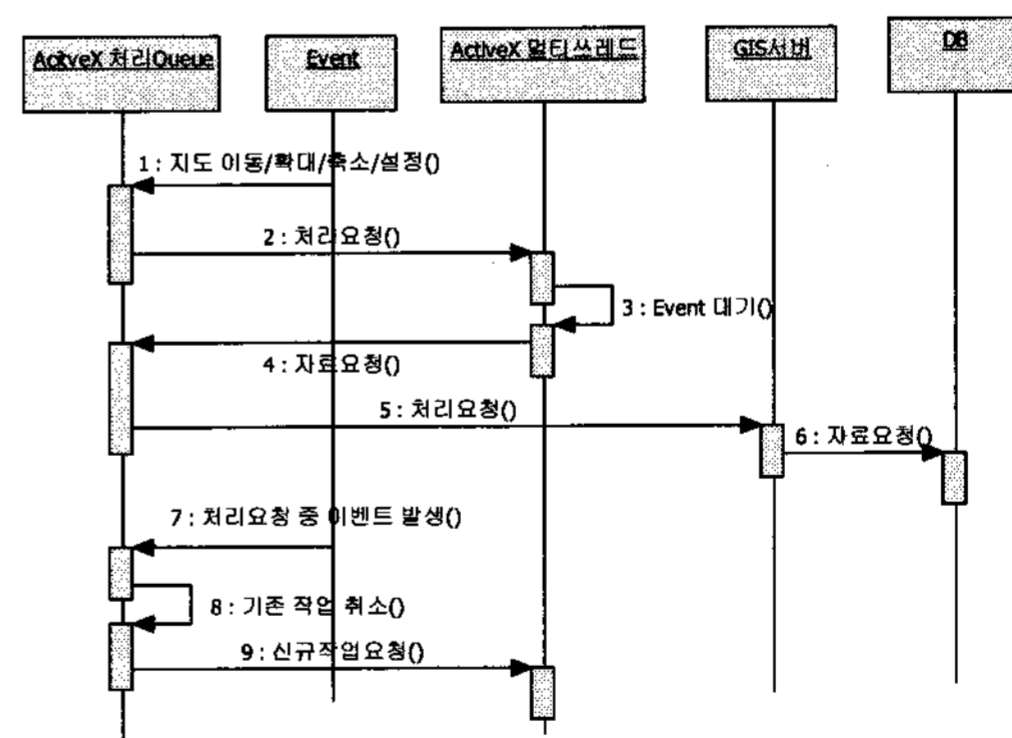 AcitveX 처리Queue
Event
ActiveX 멀티쓰레드
GIS서버
DB
1 : 지도 이동/확대/축소/설정()
2 : 처리요청()
3 : Event 대기()
4 : 자료요청()
5 : 처리요청()
6 : 자료요청()
7 : 처리요청 중 이벤트 발생()
8 : 기존 작업 취소()
9 : 신규작업요청()